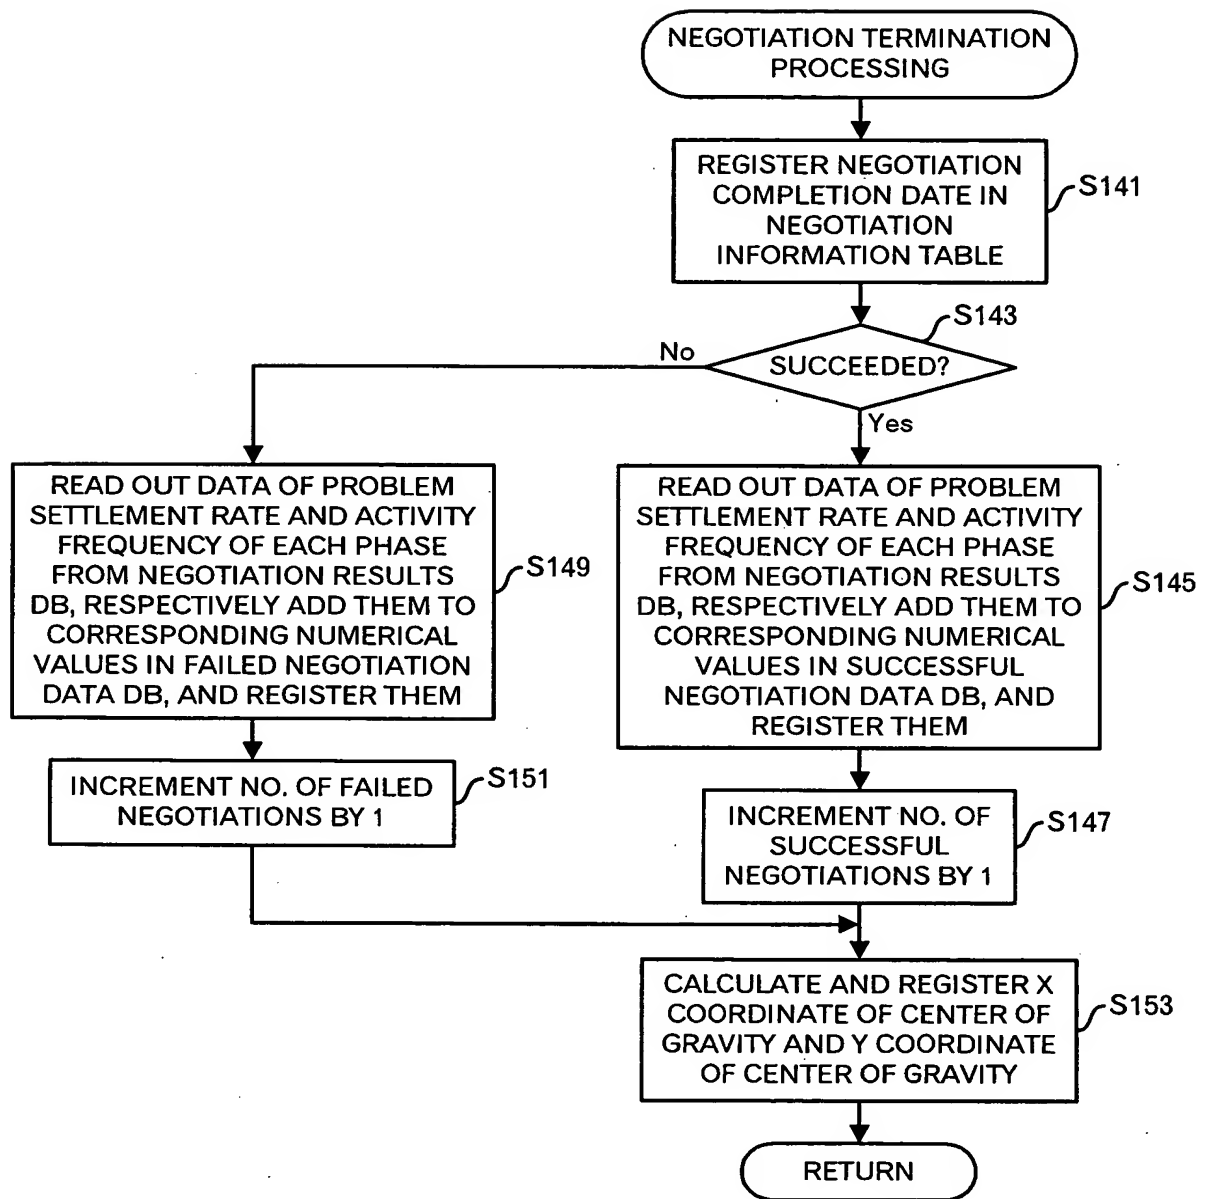 NEGOTIATION TERMINATION
PROCESSING
REGISTER NEGOTIATION
COMPLETION DATE IN
NEGOTIATION
INFORMATION TABLE
S141
S143
SUCCEEDED?
No
Yes
READ OUT DATA OF PROBLEM
SETTLEMENT RATE AND ACTIVITY
FREQUENCY OF EACH PHASE
FROM NEGOTIATION RESULTS
DB, RESPECTIVELY ADD THEM TO
CORRESPONDING NUMERICAL
VALUES IN FAILED NEGOTIATION
DATA DB, AND REGISTER THEM
S149
READ OUT DATA OF PROBLEM
SETTLEMENT RATE AND ACTIVITY
FREQUENCY OF EACH PHASE
FROM NEGOTIATION RESULTS
DB, RESPECTIVELY ADD THEM TO
CORRESPONDING NUMERICAL
VALUES IN SUCCESSFUL
NEGOTIATION DATA DB, AND
REGISTER THEM
S145
INCREMENT NO. OF FAILED
NEGOTIATIONS BY 1
S151
INCREMENT NO. OF
SUCCESSFUL
NEGOTIATIONS BY 1
S147
CALCULATE AND REGISTER X
COORDINATE OF CENTER OF
GRAVITY AND Y COORDINATE
OF CENTER OF GRAVITY
S153
RETURN